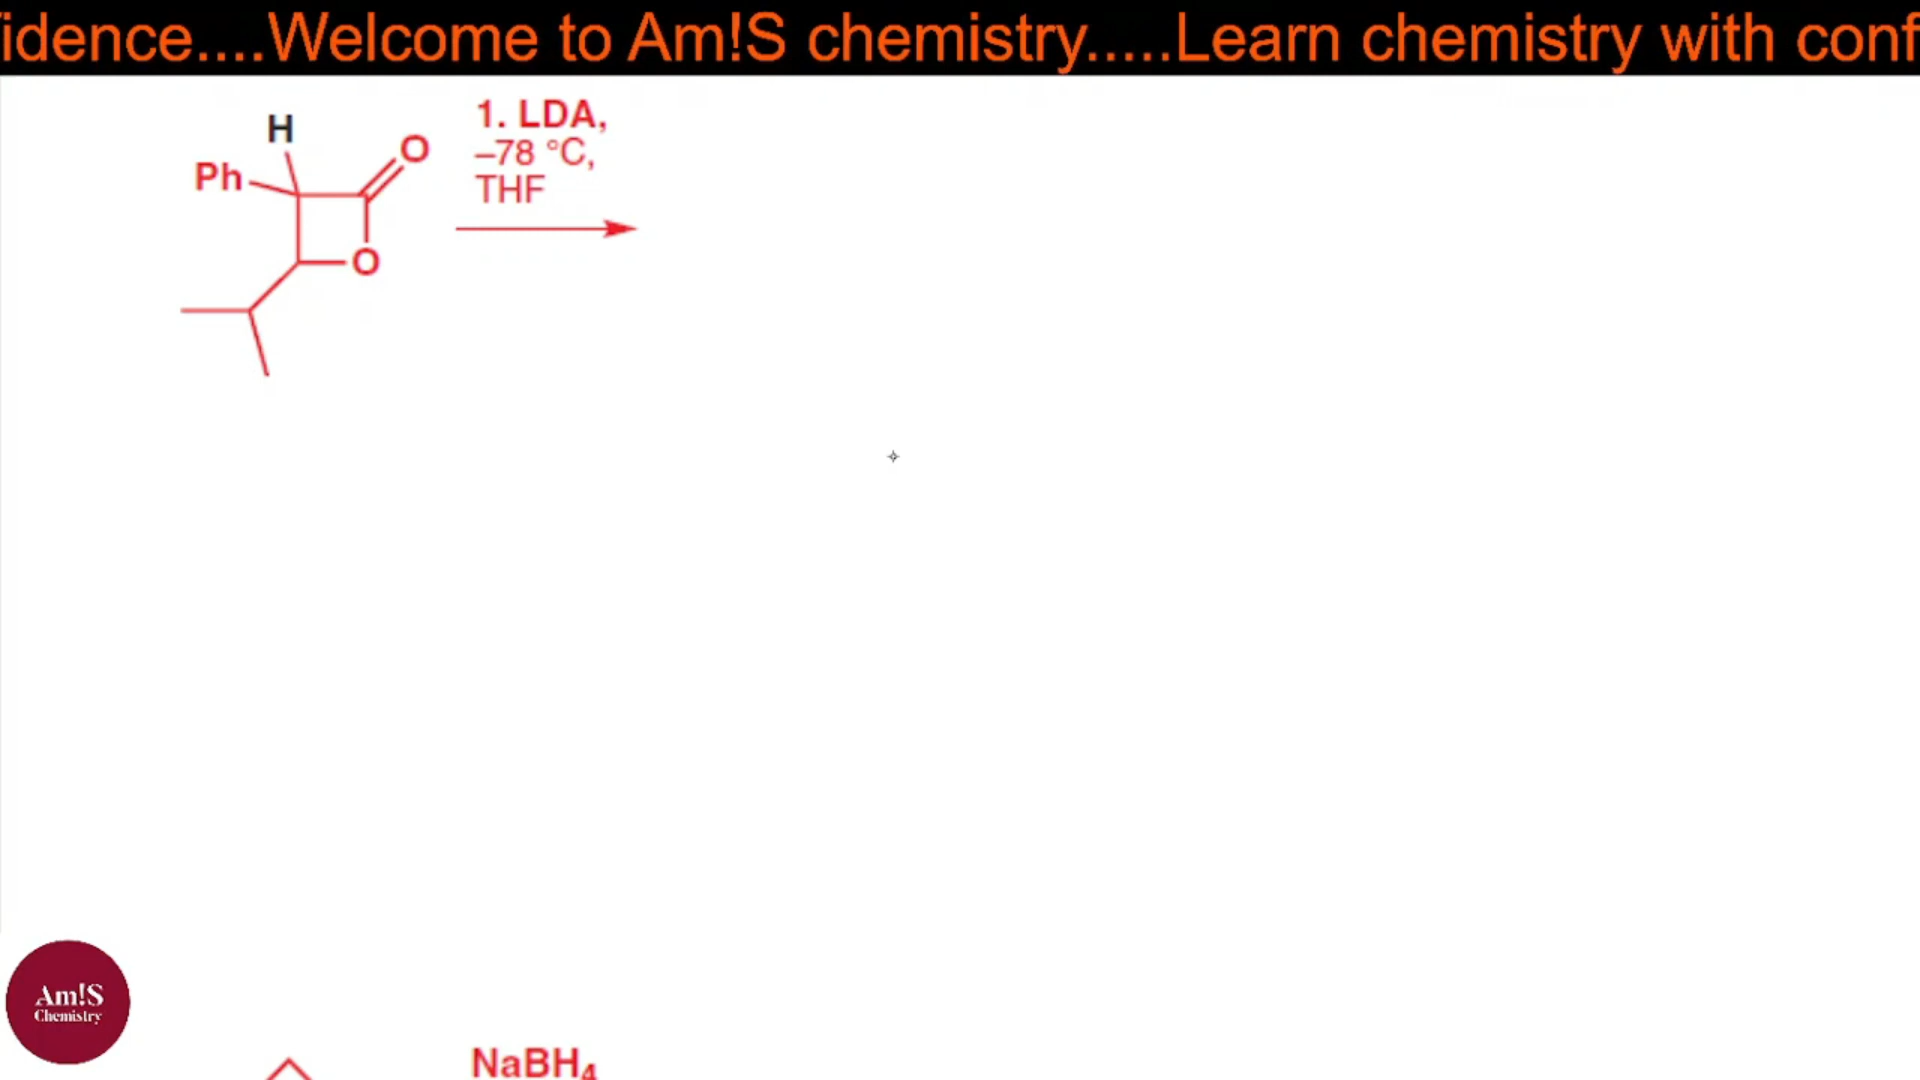 idence....Welcome to Am!S chemistry.....Learn chemistry with conf
H
Ph
O
O
1. LDA,
–78 °C,
THF
Am!S
Chemistry
NaBH4